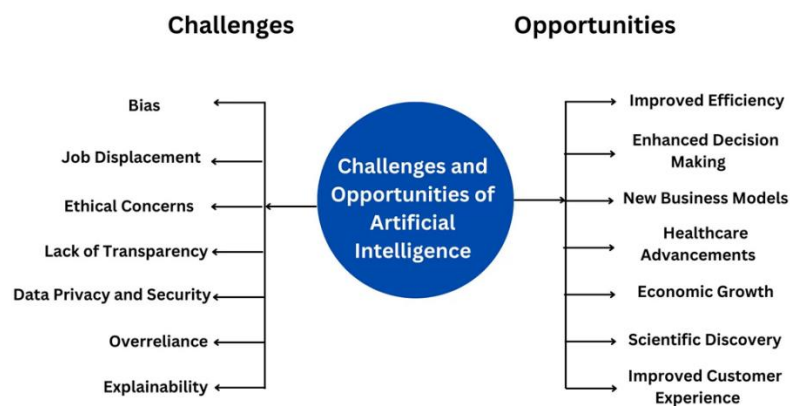 Challenges
Opportunities
Bias
Job Displacement
Ethical Concerns
Lack of Transparency
Data Privacy and Security
Overreliance
Explainability
Challenges and
Opportunities of
Artificial
Intelligence
Improved Efficiency
Enhanced Decision
Making
New Business Models
Healthcare
Advancements
Economic Growth
Scientific Discovery
Improved Customer
Experience